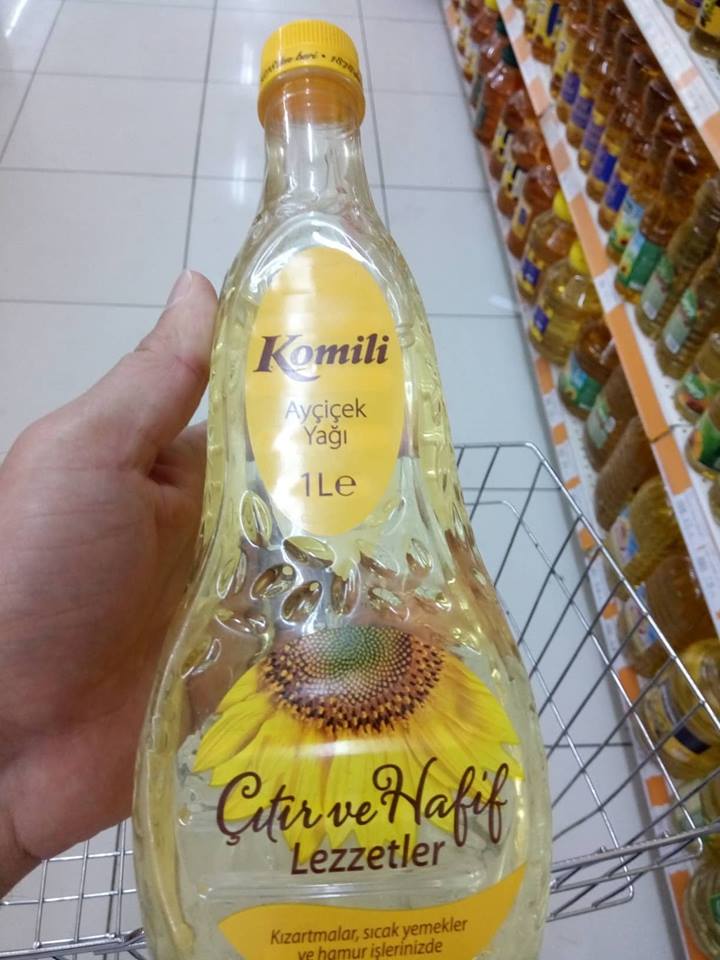 Komili
Ayçiçek
Yağı
1Le
Çıtır ve Hafif
Lezzetler
Kızartmalar, sıcak yemekler
ve hamur işlerinizde